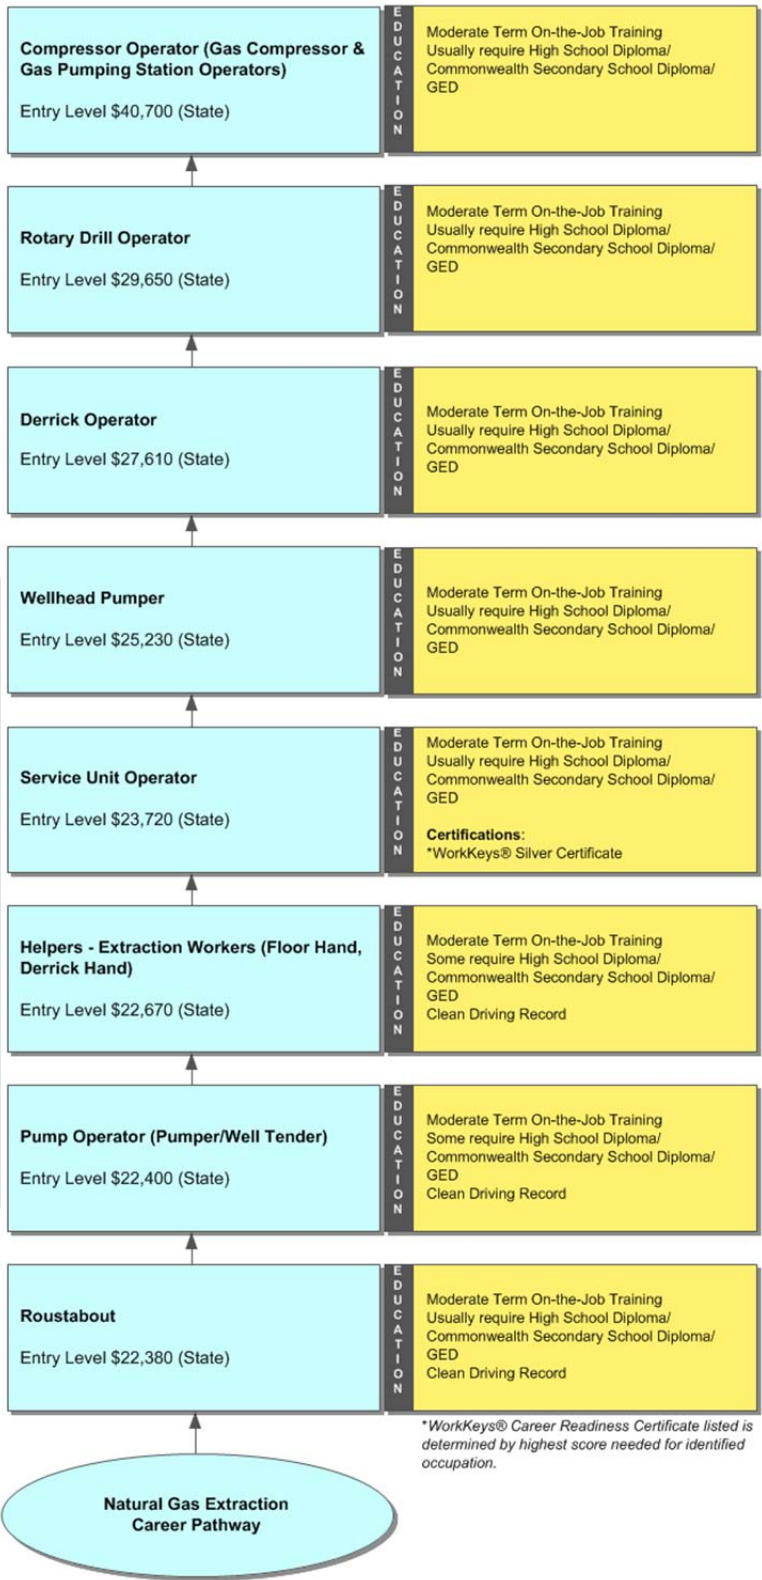 Compressor Operator (Gas Compressor &
Gas Pumping Station Operators)
Entry Level $40,700 (State)
EDUCATION
Moderate Term On-the-Job Training
Usually require High School Diploma/
Commonwealth Secondary School Diploma/
GED
Rotary Drill Operator
Entry Level $29,650 (State)
EDUCATION
Moderate Term On-the-Job Training
Usually require High School Diploma/
Commonwealth Secondary School Diploma/
GED
Derrick Operator
Entry Level $27,610 (State)
EDUCATION
Moderate Term On-the-Job Training
Usually require High School Diploma/
Commonwealth Secondary School Diploma/
GED
Wellhead Pumper
Entry Level $25,230 (State)
EDUCATION
Moderate Term On-the-Job Training
Usually require High School Diploma/
Commonwealth Secondary School Diploma/
GED
Service Unit Operator
Entry Level $23,720 (State)
EDUCATION
Moderate Term On-the-Job Training
Usually require High School Diploma/
Commonwealth Secondary School Diploma/
GED
Certifications:
*WorkKeys® Silver Certificate
Helpers - Extraction Workers (Floor Hand,
Derrick Hand)
Entry Level $22,670 (State)
EDUCATION
Moderate Term On-the-Job Training
Some require High School Diploma/
Commonwealth Secondary School Diploma/
GED
Clean Driving Record
Pump Operator (Pumper/Well Tender)
Entry Level $22,400 (State)
EDUCATION
Moderate Term On-the-Job Training
Some require High School Diploma/
Commonwealth Secondary School Diploma/
GED
Clean Driving Record
Roustabout
Entry Level $22,380 (State)
EDUCATION
Moderate Term On-the-Job Training
Usually require High School Diploma/
Commonwealth Secondary School Diploma/
GED
Clean Driving Record
*WorkKeys® Career Readiness Certificate listed is
determined by highest score needed for identified
occupation.
Natural Gas Extraction
Career Pathway